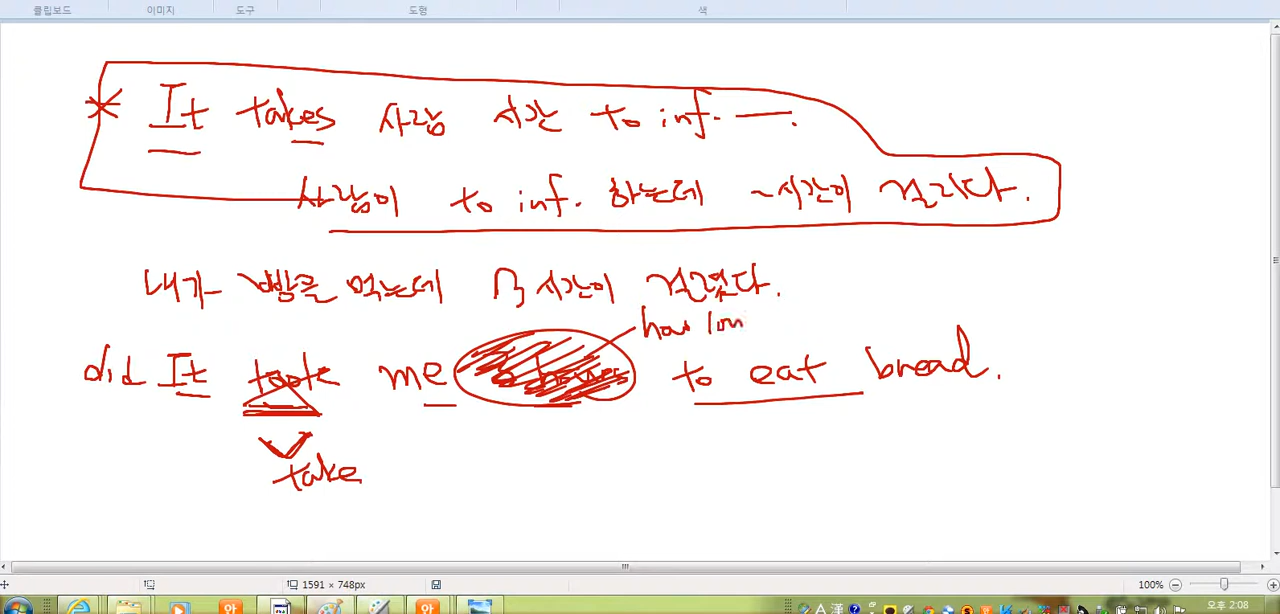 클립보드 이미지 도구 도형 색
* It takes 사람 시간 to inf. ―.
사람이 to inf. 하는데 ~시간이 걸리다.
내가 빵을 먹는데 시간이 걸렸다.
how lon
did It took me hours to eat bread.
take
1591 × 748px 100%
오후 2:08